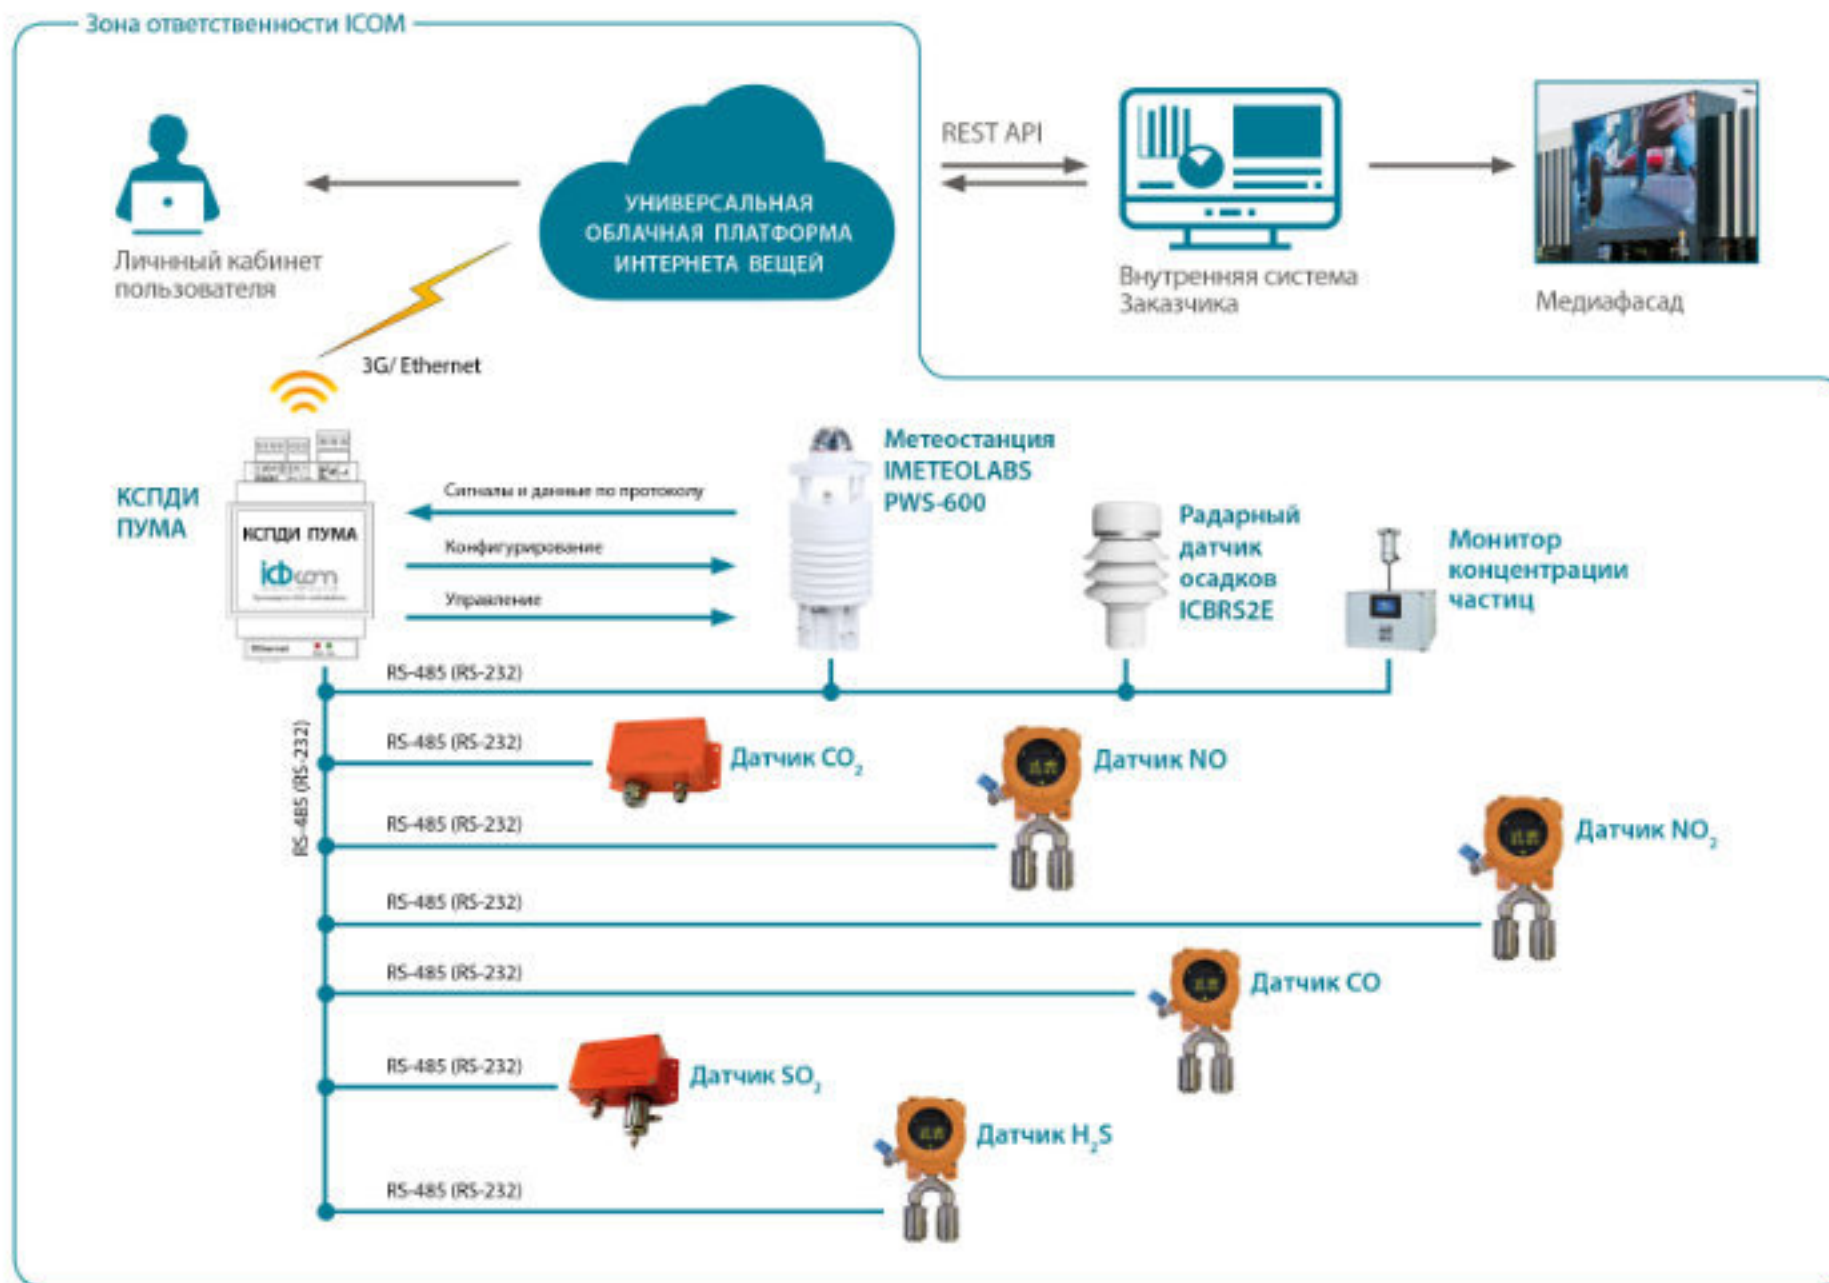 Зона ответственности ICOM
REST API
УНИВЕРСАЛЬНАЯ
ОБЛАЧНАЯ ПЛАТФОРМА
ИНТЕРНЕТА ВЕЩЕЙ
Личнный кабинет
пользователя
Внутренняя система
Заказчика
Медиафасад
3G/ Ethernet
КСПДИ
ПУМА
КСПДИ ПУМА
icbcom
Ethernet
Сигналы и данные по протоколу
Конфигурирование
Управление
Метеостанция
IMETEOLABS
PWS-600
Радарный
датчик
осадков
ICBRS2E
Монитор
концентрации
частиц
RS-485 (RS-232)
RS-485 (RS-232)
RS-485 (RS-232)
Датчик CO₂
Датчик NO
RS-485 (RS-232)
Датчик NO₂
RS-485 (RS-232)
RS-485 (RS-232)
Датчик CO
RS-485 (RS-232)
Датчик SO₂
Датчик H₂S
RS-485 (RS-232)